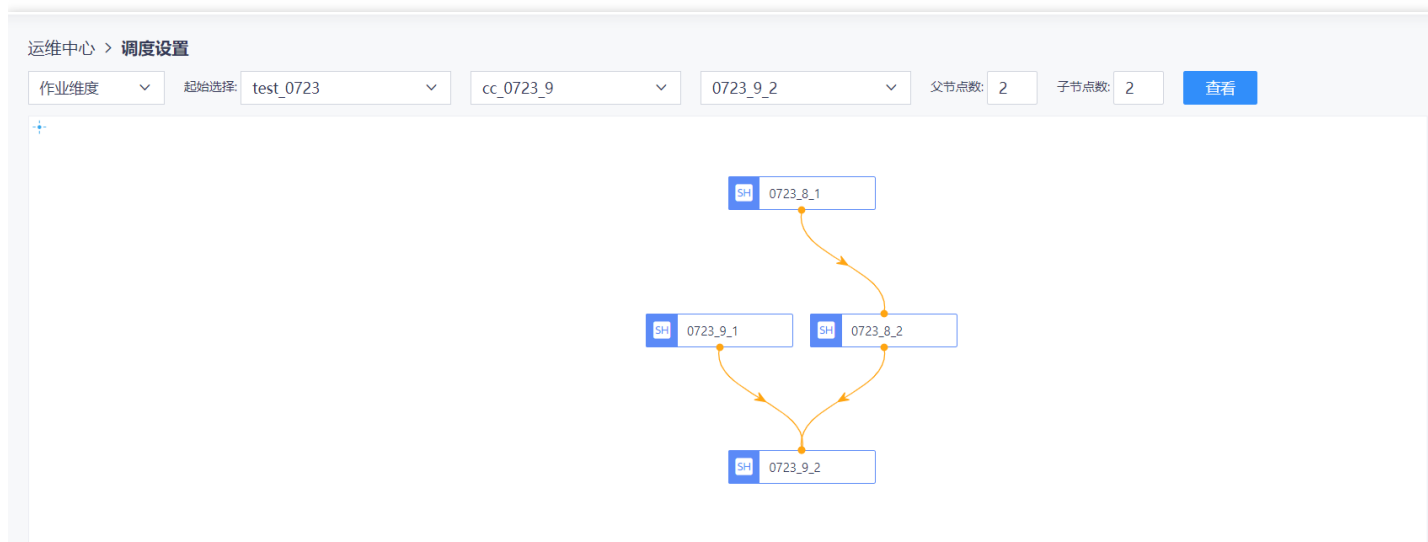 运维中心 > 调度设置
作业维度 起始选择: test_0723 cc_0723_9 0723_9_2 父节点数: 2 子节点数: 2 查看
SH 0723_8_1
SH 0723_9_1 SH 0723_8_2
SH 0723_9_2